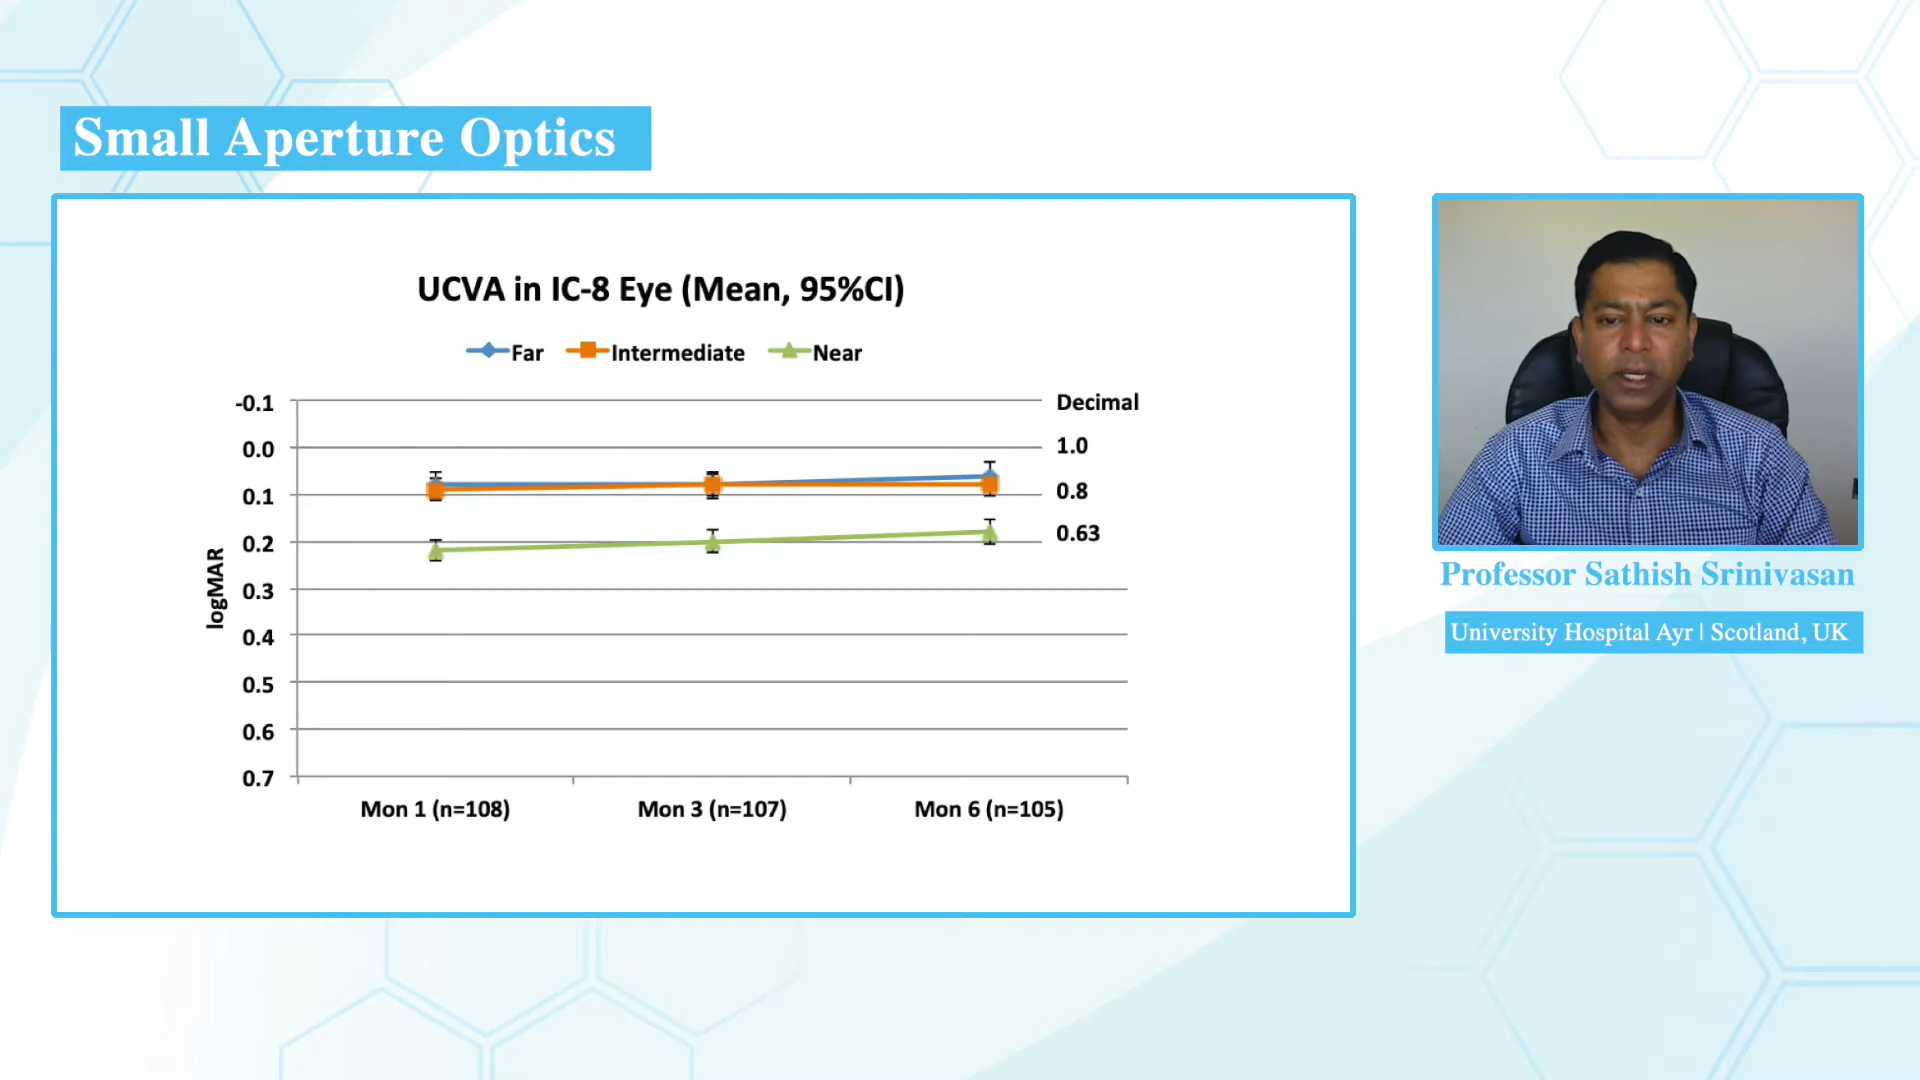 Small Aperture Optics
UCVA in IC-8 Eye (Mean, 95%CI)
Far Intermediate Near
-0.1 Decimal
0.0 1.0
0.1 0.8
0.2 0.63
0.3
0.4
0.5
0.6
0.7
logMAR
Mon 1 (n=108) Mon 3 (n=107) Mon 6 (n=105)
Professor Sathish Srinivasan
University Hospital Ayr | Scotland, UK